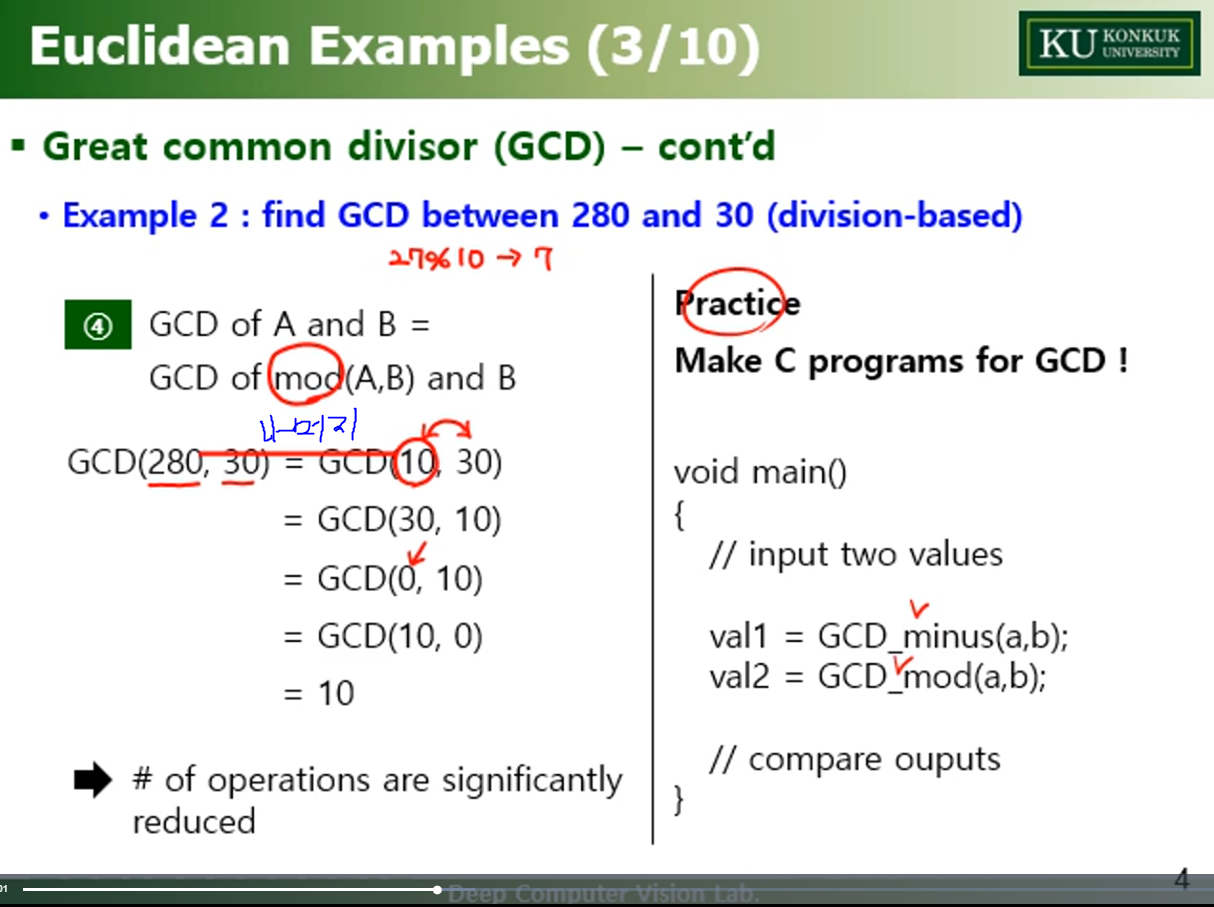 Euclidean Examples (3/10)
KU KONKUK
UNIVERSITY
▪ Great common divisor (GCD) – cont’d
• Example 2 : find GCD between 280 and 30 (division-based)
27%10 → 7
④ GCD of A and B =
GCD of mod(A,B) and B
나머지
GCD(280, 30) = GCD(10, 30)
= GCD(30, 10)
= GCD(0, 10)
= GCD(10, 0)
= 10
# of operations are significantly
reduced
Practice
Make C programs for GCD !
void main()
{
// input two values
val1 = GCD_minus(a,b);
val2 = GCD_mod(a,b);
// compare ouputs
}
01
Deep Computer Vision Lab.
4